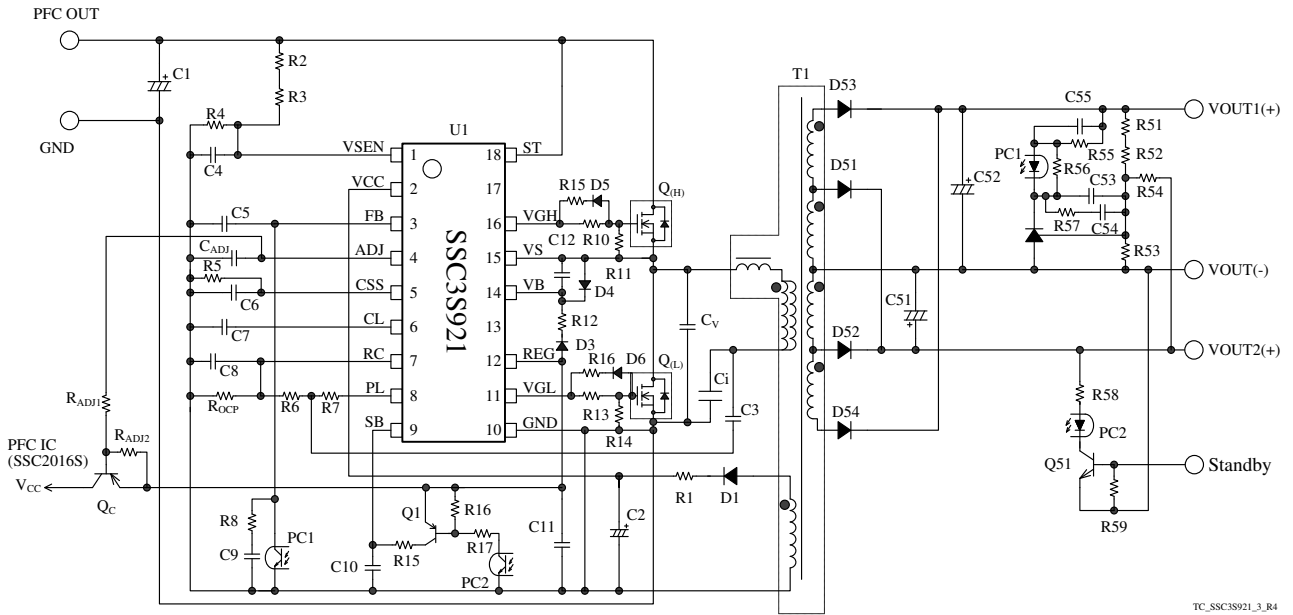 PFC OUT
GND
C1
R2
R3
R4
C4
U1
SSC3S921
VSEN 1
VCC 2
FB 3
ADJ 4
CSS 5
CL 6
RC 7
PL 8
SB 9
18 ST
17
16 VGH
15 VS
14 VB
13
12 REG
11 VGL
10 GND
C5
CADJ
R5
C6
C7
C8
ROCP
R6
R7
RADJ1
RADJ2
PFC IC
(SSC2016S)
VCC
QC
R8
C9
PC1
C10
R15
Q1
R16
R17
PC2
C11
C2
R1
D1
R15
D5
R10
C12
R11
D4
R12
D3
R16
D6
R13
R14
Q(H)
Q(L)
CV
Ci
C3
T1
D53
D51
D52
D54
C52
C51
C55
PC1
R55
R56
C53
R57
C54
R51
R52
R54
R53
R58
PC2
Q51
R59
VOUT1(+)
VOUT(-)
VOUT2(+)
Standby
TC_SSC3S921_3_R4